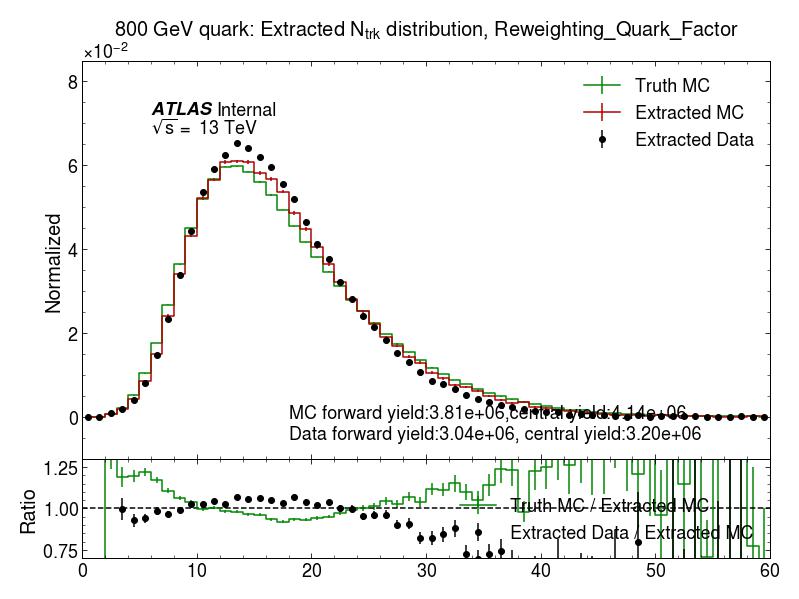 800 GeV quark: Extracted Ntrk distribution, Reweighting_Quark_Factor
×10−2
8
6
4
2
0
Normalized
ATLAS Internal
√s = 13 TeV
Truth MC
Extracted MC
Extracted Data
MC forward yield:3.81e+06,central yield:4.14e+06
Data forward yield:3.04e+06, central yield:3.20e+06
1.25
1.00
0.75
Ratio
Truth MC / Extracted MC
Extracted Data / Extracted MC
0 10 20 30 40 50 60